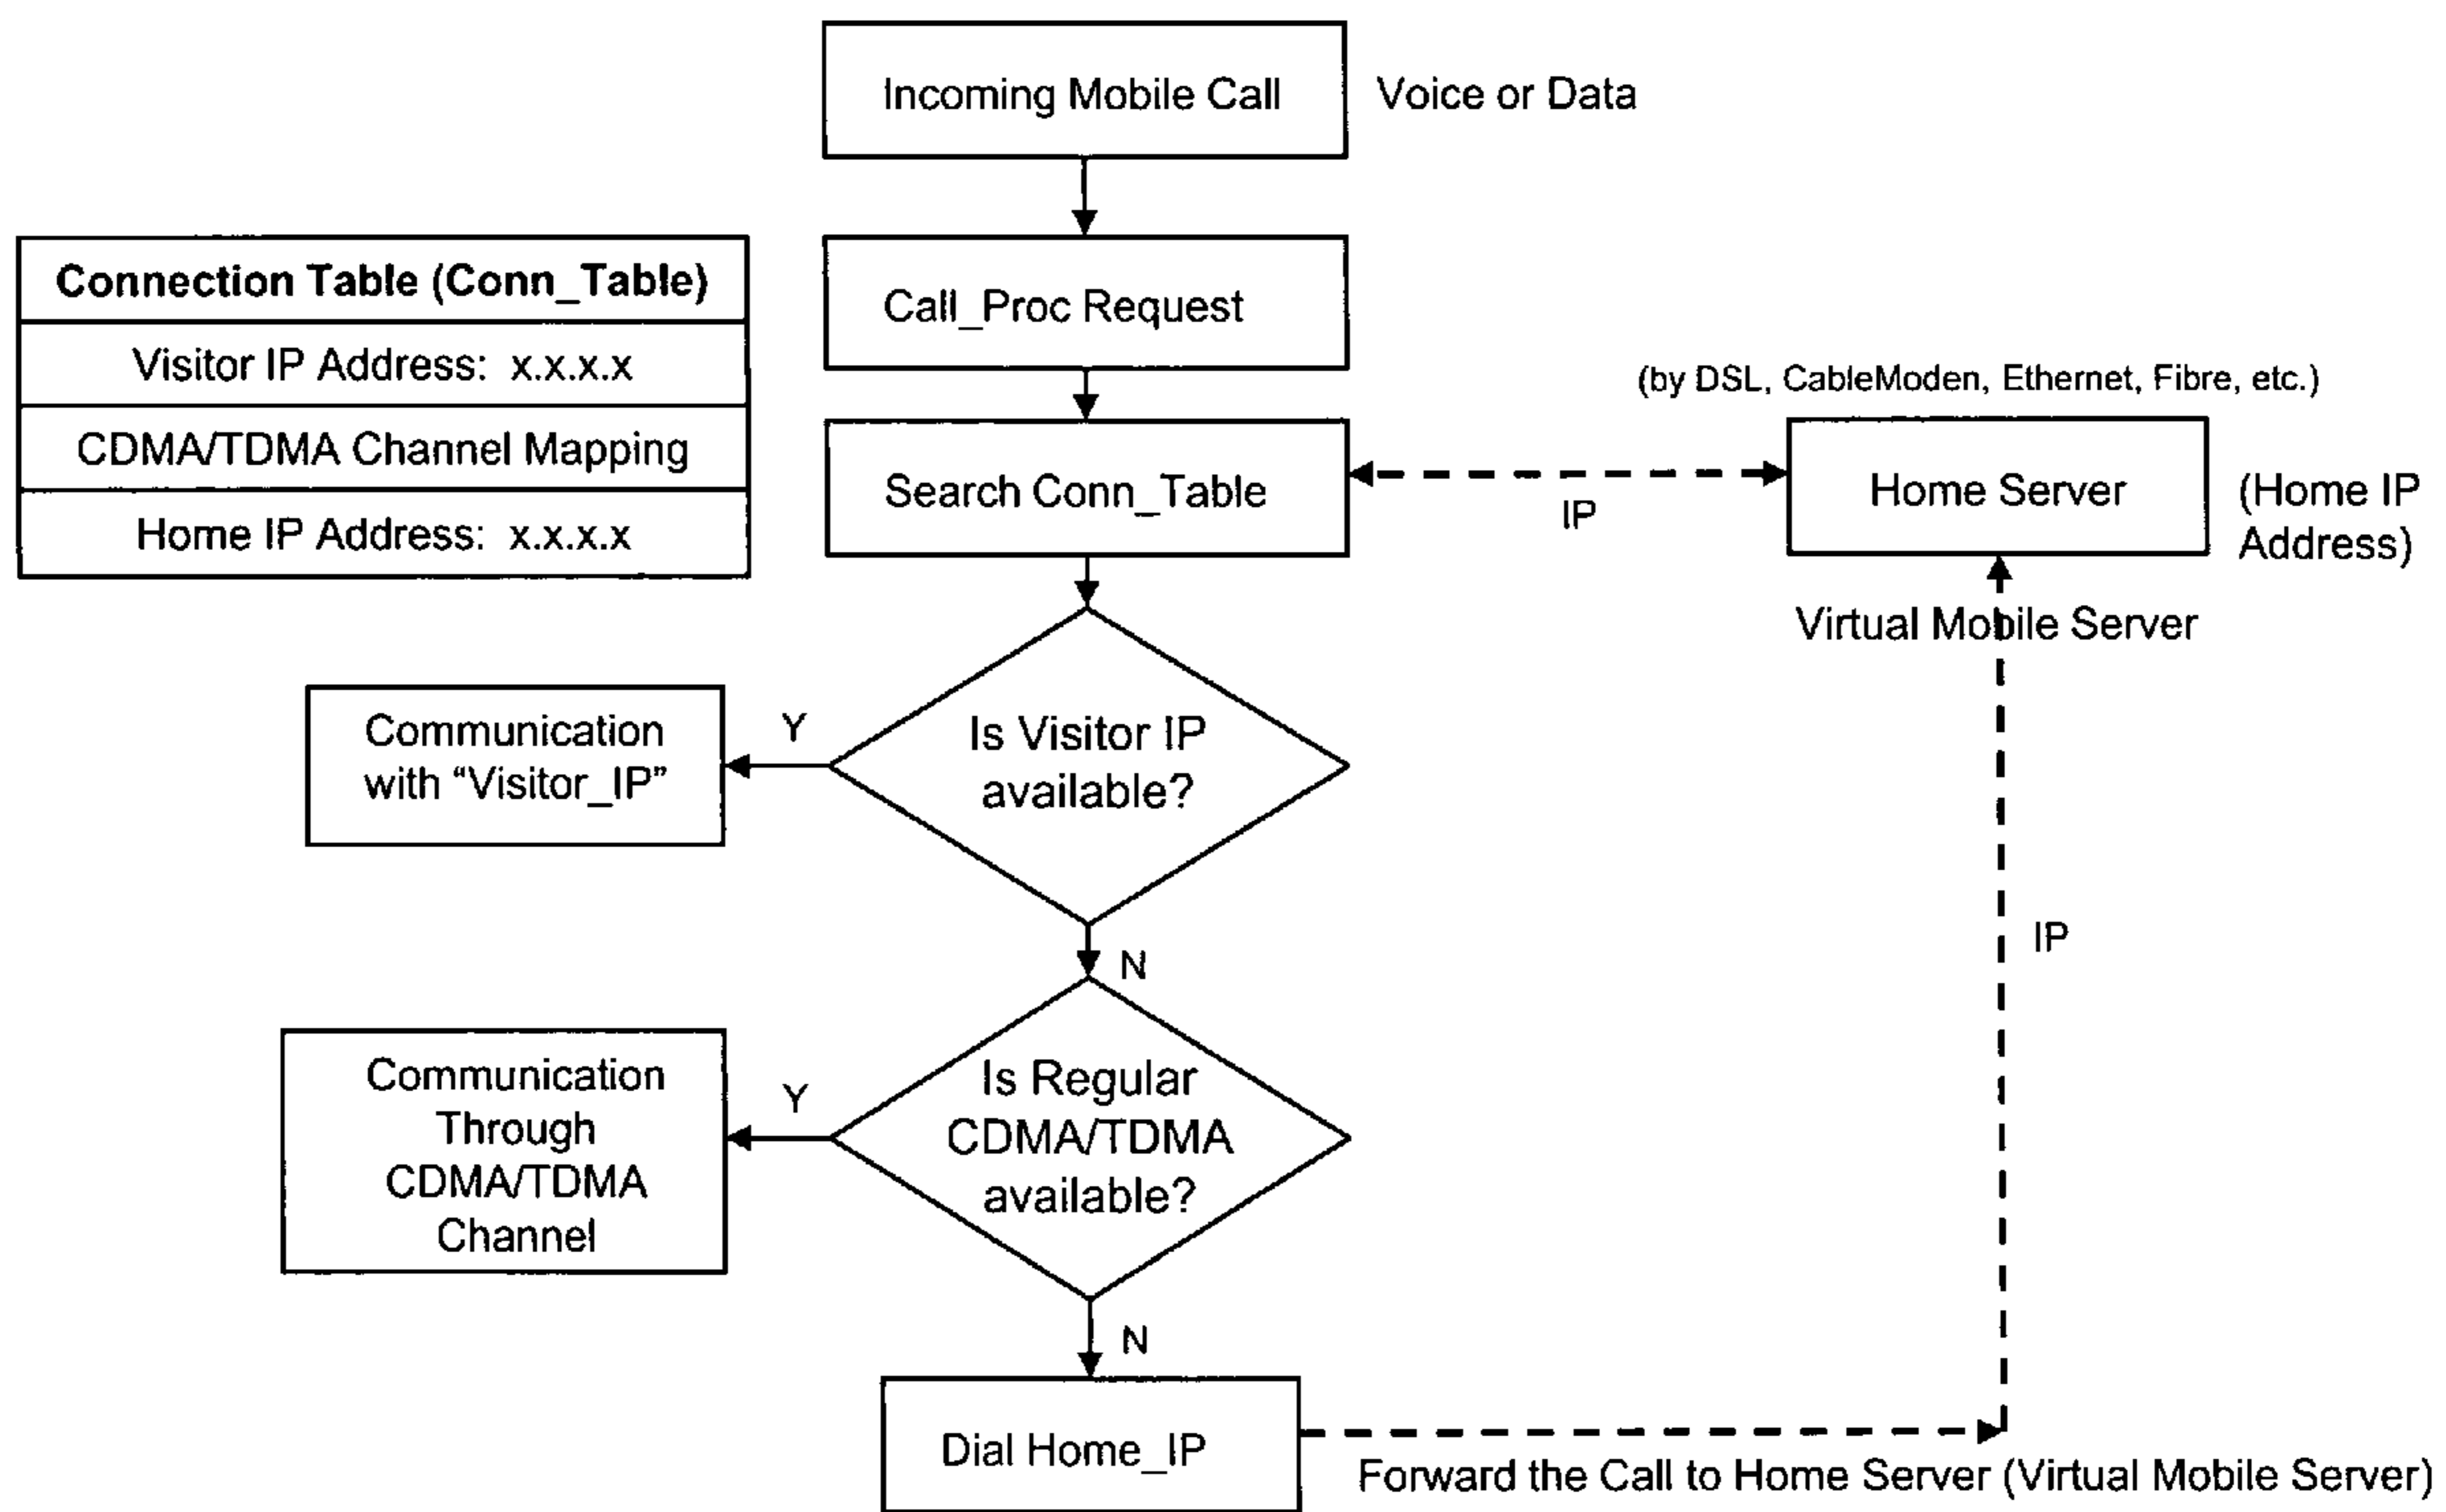 Incoming Mobile Call
Voice or Data
Connection Table (Conn_Table)
Visitor IP Address: x.x.x.x
CDMA/TDMA Channel Mapping
Home IP Address: x.x.x.x
Call_Proc Request
Search Conn_Table
IP
(by DSL, CableModen, Ethernet, Fibre, etc.)
Home Server
(Home IP
Address)
Virtual Mobile Server
Is Visitor IP
available?
Y
Communication
with “Visitor_IP”
N
IP
Is Regular
CDMA/TDMA
available?
Y
Communication
Through
CDMA/TDMA
Channel
N
Dial Home_IP
Forward the Call to Home Server (Virtual Mobile Server)